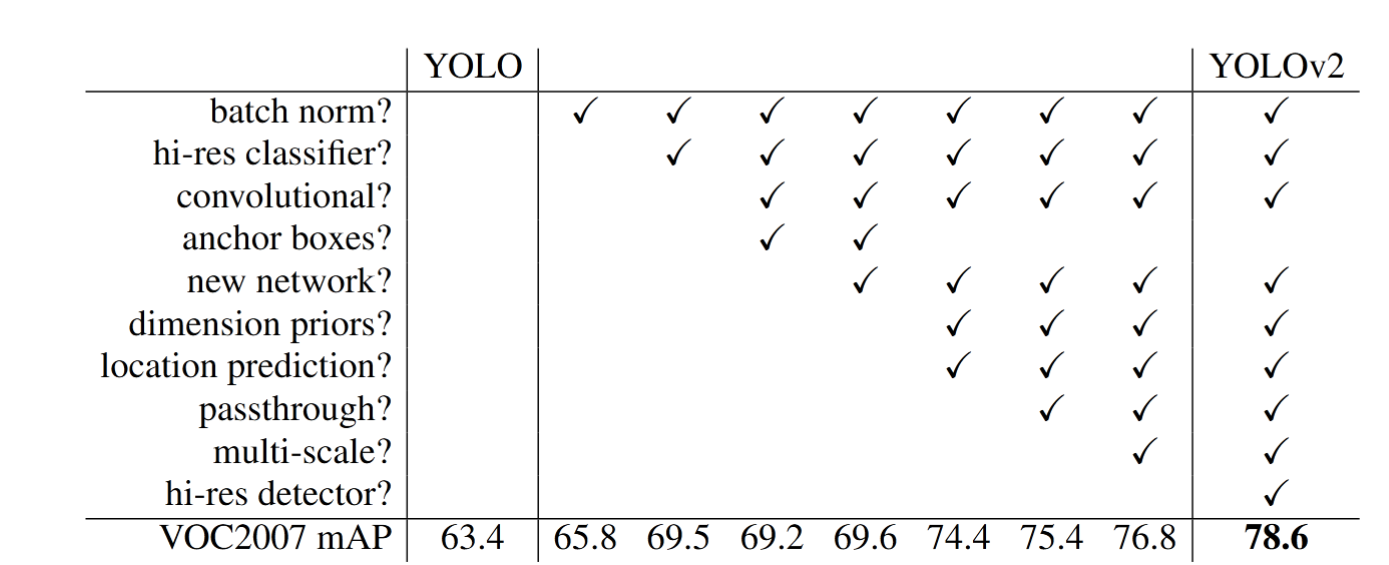 YOLO YOLOv2
batch norm? ✓ ✓ ✓ ✓ ✓ ✓ ✓ ✓
hi-res classifier? ✓ ✓ ✓ ✓ ✓ ✓ ✓
convolutional? ✓ ✓ ✓ ✓ ✓ ✓
anchor boxes? ✓ ✓
new network? ✓ ✓ ✓ ✓ ✓
dimension priors? ✓ ✓ ✓ ✓
location prediction? ✓ ✓ ✓ ✓
passthrough? ✓ ✓ ✓
multi-scale? ✓ ✓
hi-res detector? ✓
VOC2007 mAP 63.4 65.8 69.5 69.2 69.6 74.4 75.4 76.8 78.6